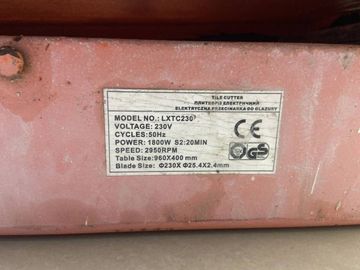 TILE CUTTER
ПЛИТКОРІЗ ЕЛЕКТРИЧНИЙ
ELEKTRYCZNA PRZECINARKA DO GLAZURY
MODEL NO.: LXTC230
VOLTAGE: 230V
CYCLES:50Hz
POWER: 1800W S2:20MIN
SPEED: 2950RPM
Table Size:960X400 mm
Blade Size: Φ230X Φ25.4X2.4mm
CE
GS